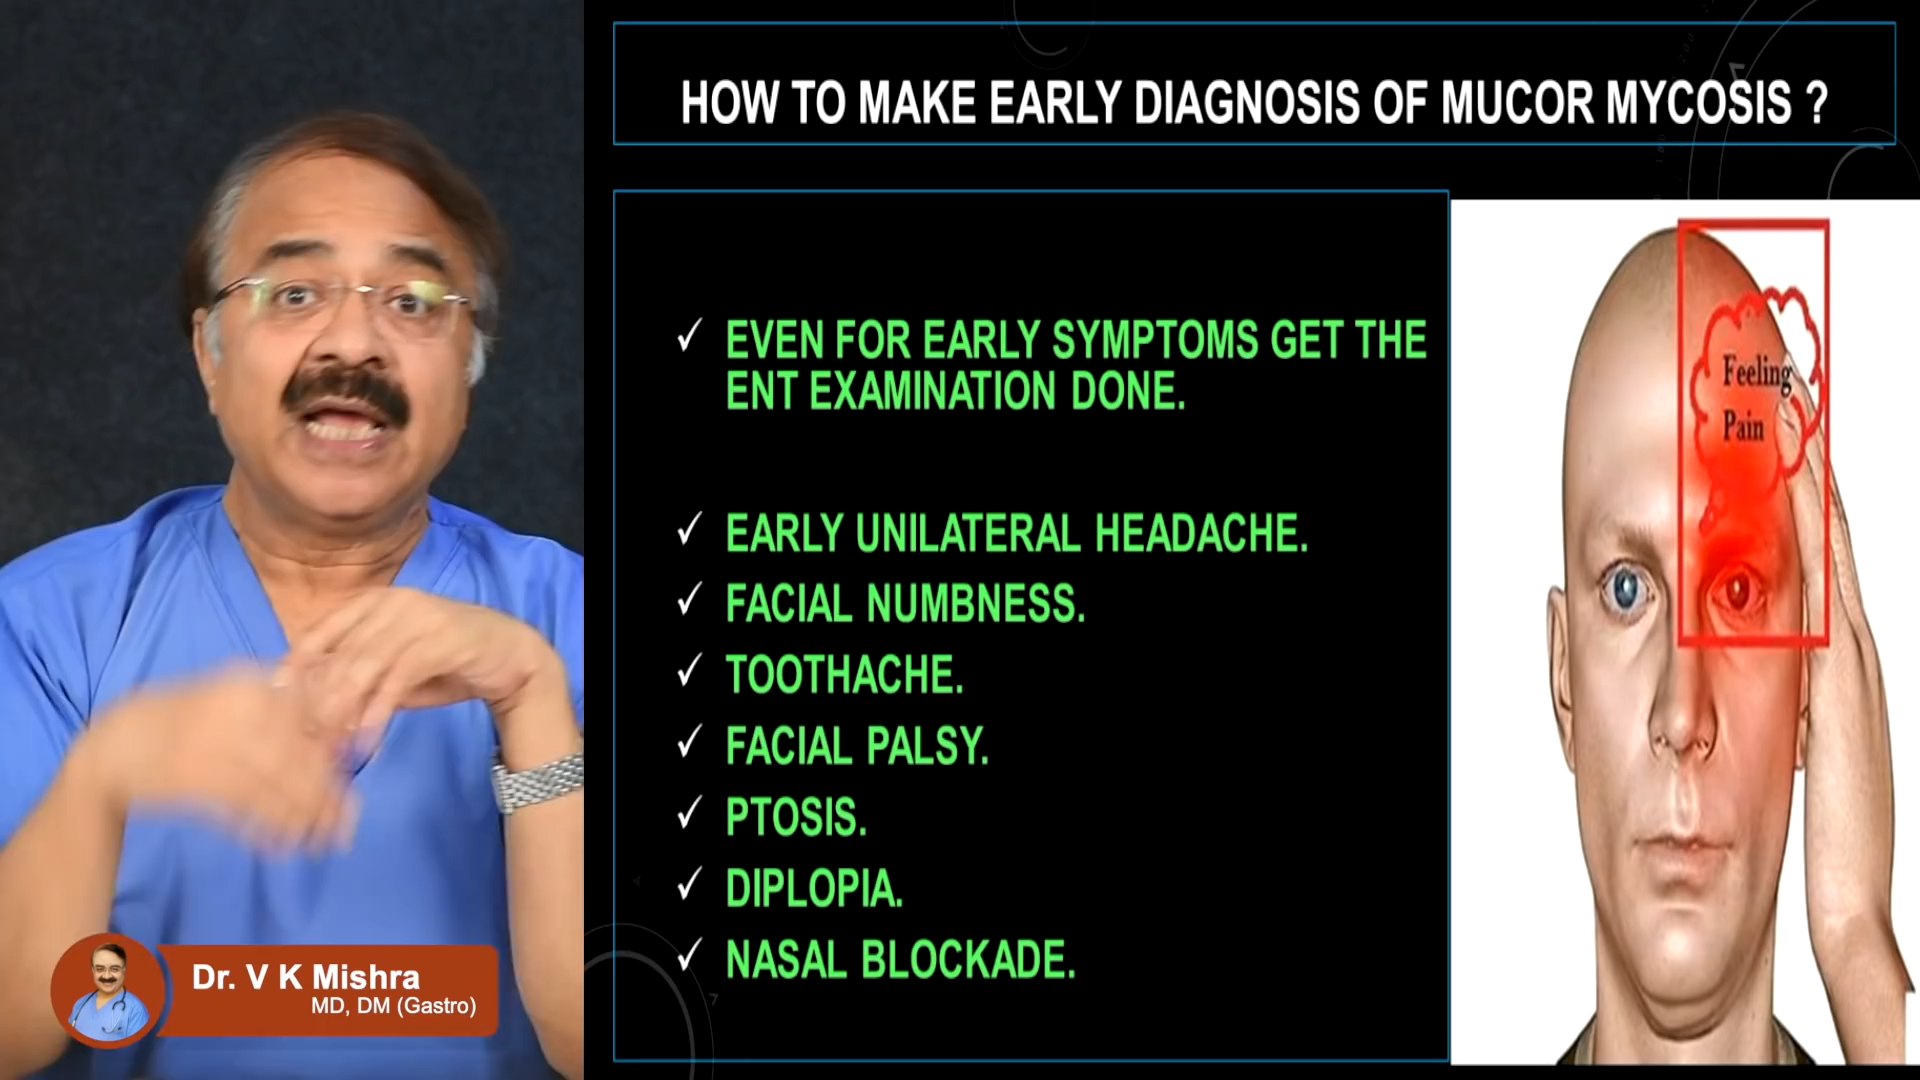 HOW TO MAKE EARLY DIAGNOSIS OF MUCOR MYCOSIS ?
✓ EVEN FOR EARLY SYMPTOMS GET THE
ENT EXAMINATION DONE.
✓ EARLY UNILATERAL HEADACHE.
✓ FACIAL NUMBNESS.
✓ TOOTHACHE.
✓ FACIAL PALSY.
✓ PTOSIS.
✓ DIPLOPIA.
✓ NASAL BLOCKADE.
Feeling
Pain
Dr. V K Mishra
MD, DM (Gastro)